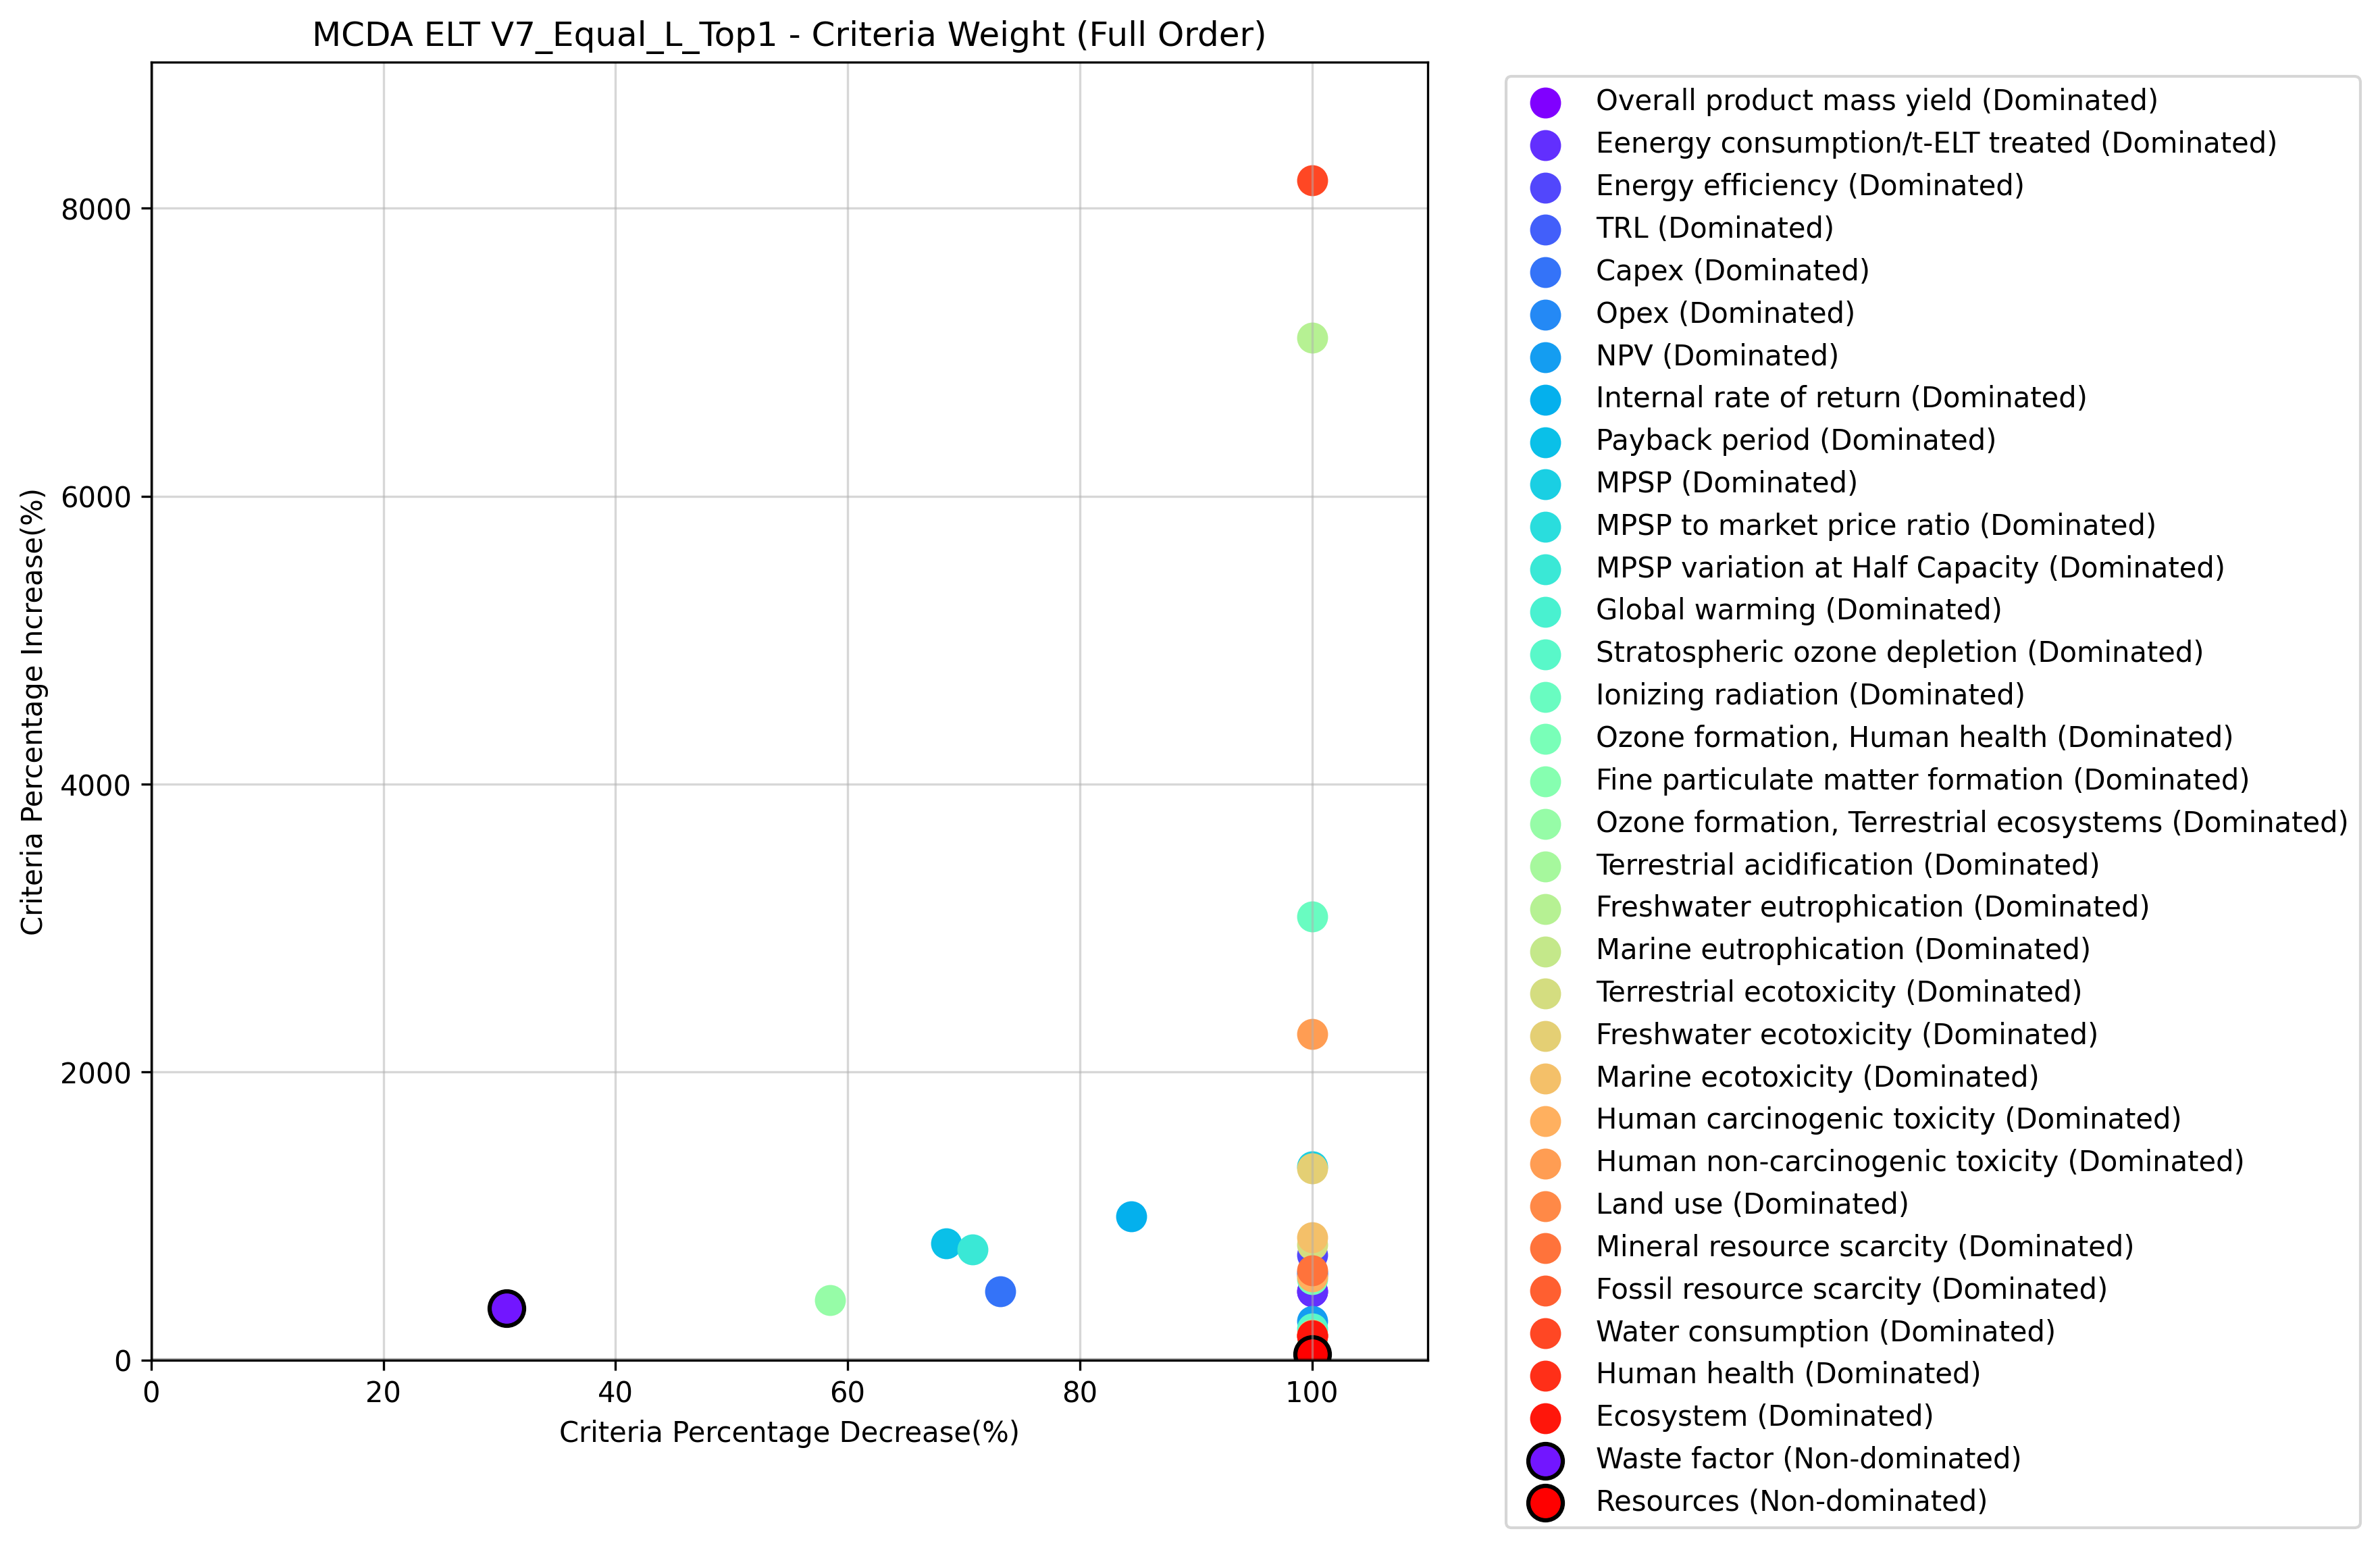 MCDA ELT V7_Equal_L_Top1 - Criteria Weight (Full Order)
Criteria Percentage Increase(%)
8000
6000
4000
2000
0
0 20 40 60 80 100
Criteria Percentage Decrease(%)
Overall product mass yield (Dominated)
Eenergy consumption/t-ELT treated (Dominated)
Energy efficiency (Dominated)
TRL (Dominated)
Capex (Dominated)
Opex (Dominated)
NPV (Dominated)
Internal rate of return (Dominated)
Payback period (Dominated)
MPSP (Dominated)
MPSP to market price ratio (Dominated)
MPSP variation at Half Capacity (Dominated)
Global warming (Dominated)
Stratospheric ozone depletion (Dominated)
Ionizing radiation (Dominated)
Ozone formation, Human health (Dominated)
Fine particulate matter formation (Dominated)
Ozone formation, Terrestrial ecosystems (Dominated)
Terrestrial acidification (Dominated)
Freshwater eutrophication (Dominated)
Marine eutrophication (Dominated)
Terrestrial ecotoxicity (Dominated)
Freshwater ecotoxicity (Dominated)
Marine ecotoxicity (Dominated)
Human carcinogenic toxicity (Dominated)
Human non-carcinogenic toxicity (Dominated)
Land use (Dominated)
Mineral resource scarcity (Dominated)
Fossil resource scarcity (Dominated)
Water consumption (Dominated)
Human health (Dominated)
Ecosystem (Dominated)
Waste factor (Non-dominated)
Resources (Non-dominated)